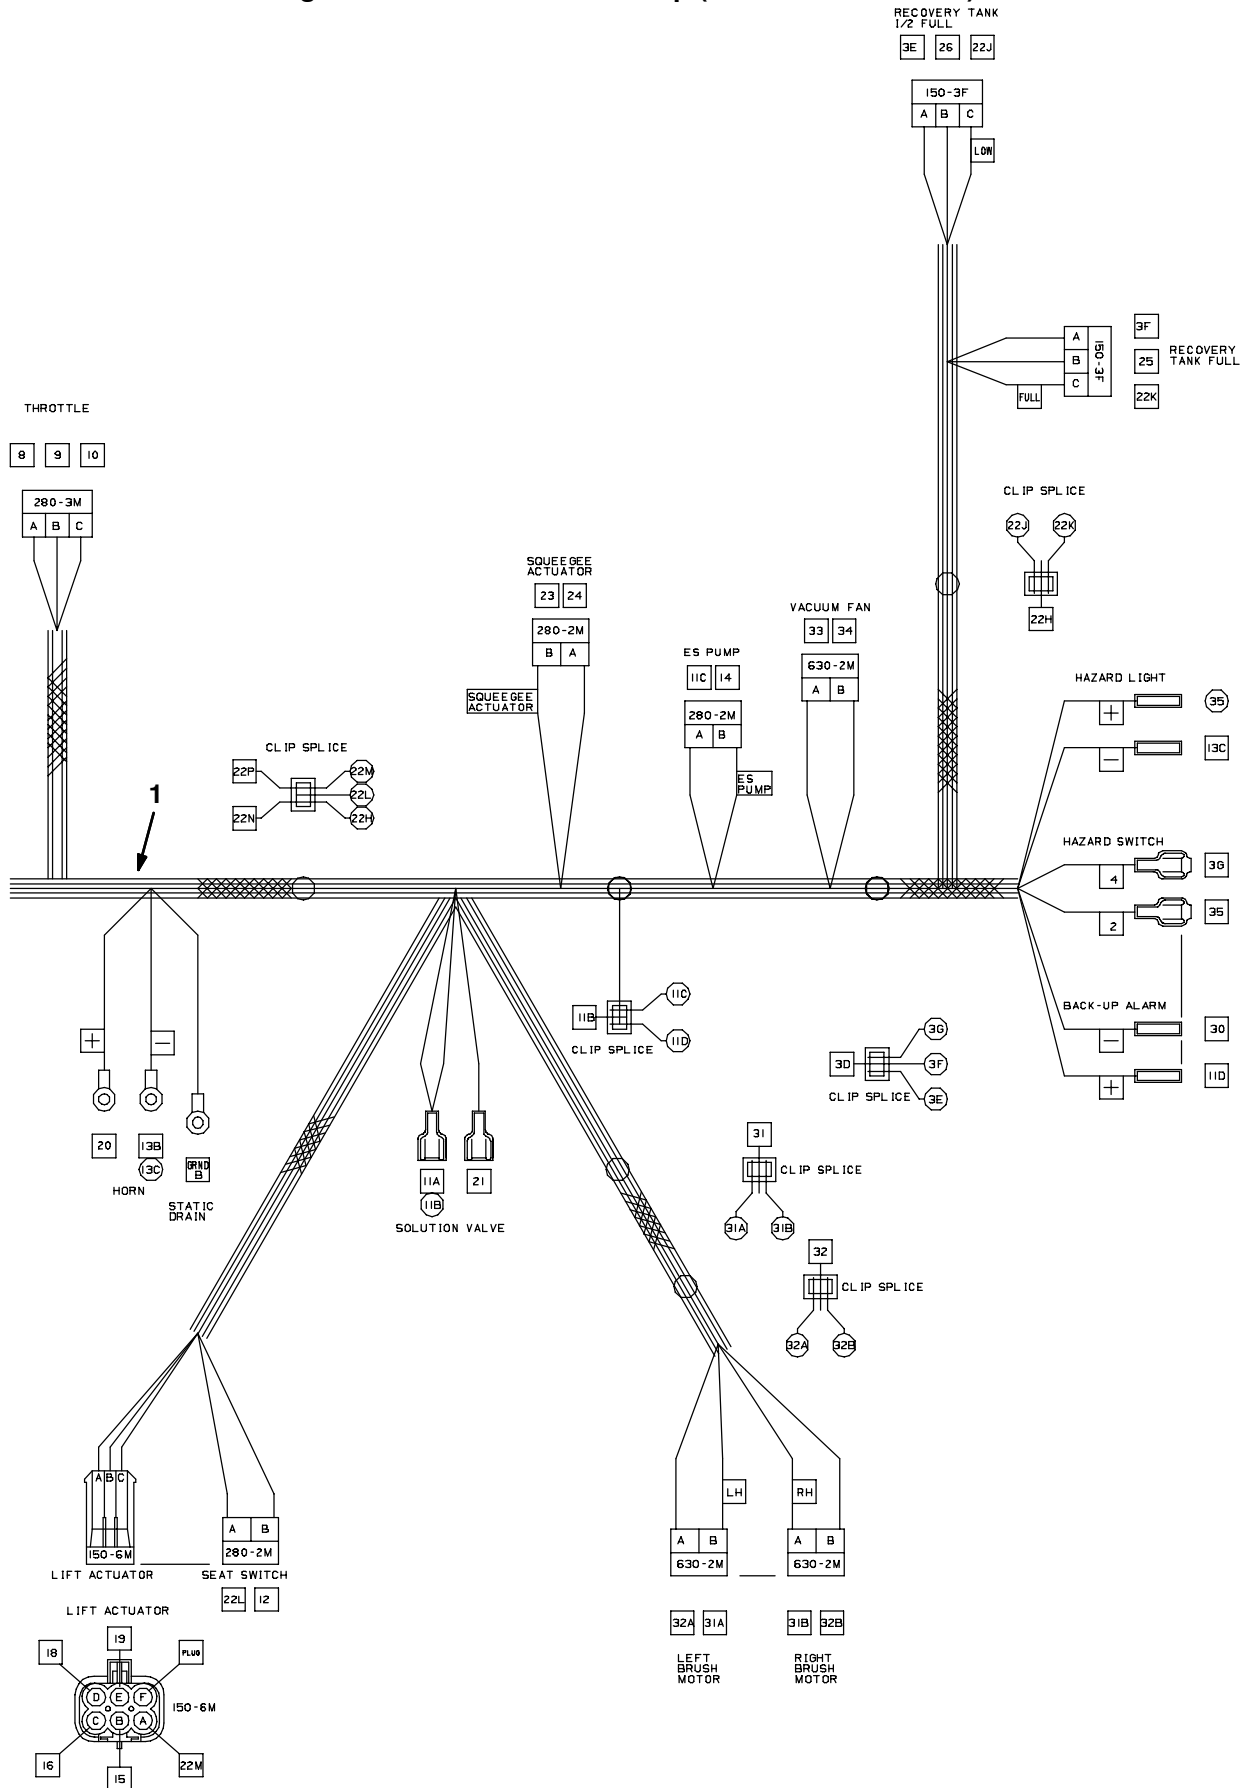 RECOVERY TANK
1/2 FULL
3E 26 22J
150-3F
A B C
LOW
3F
A
B
C
150-3F
25
RECOVERY
TANK FULL
FULL
22K
THROTTLE
8 9 10
280-3M
A B C
CLIP SPLICE
22J 22K
22H
SQUEEGEE
ACTUATOR
23 24
280-2M
B A
SQUEEGEE
ACTUATOR
VACUUM FAN
33 34
630-2M
A B
ES PUMP
11C 14
280-2M
A B
ES
PUMP
HAZARD LIGHT
+ 35
- 13C
CLIP SPLICE
22P 22M
22L
22N 22H
1
HAZARD SWITCH
4 3G
2 35
BACK-UP ALARM
- 30
+ 11D
11C
11B
11D
CLIP SPLICE
3G
3D 3F
CLIP SPLICE 3E
+ -
20 13B
13C
HORN
GRND
B
STATIC
DRAIN
11A 21
11B
SOLUTION VALVE
31
CLIP SPLICE
31A 31B
32
CLIP SPLICE
32A 32B
A B C
150-6M
LIFT ACTUATOR
A B
280-2M
SEAT SWITCH
22L 12
LH RH
A B
630-2M
A B
630-2M
32A 31A
31B 32B
LEFT
BRUSH
MOTOR
RIGHT
BRUSH
MOTOR
LIFT ACTUATOR
19
18 PLUG
D E F
150-6M
C B A
16 22M
15